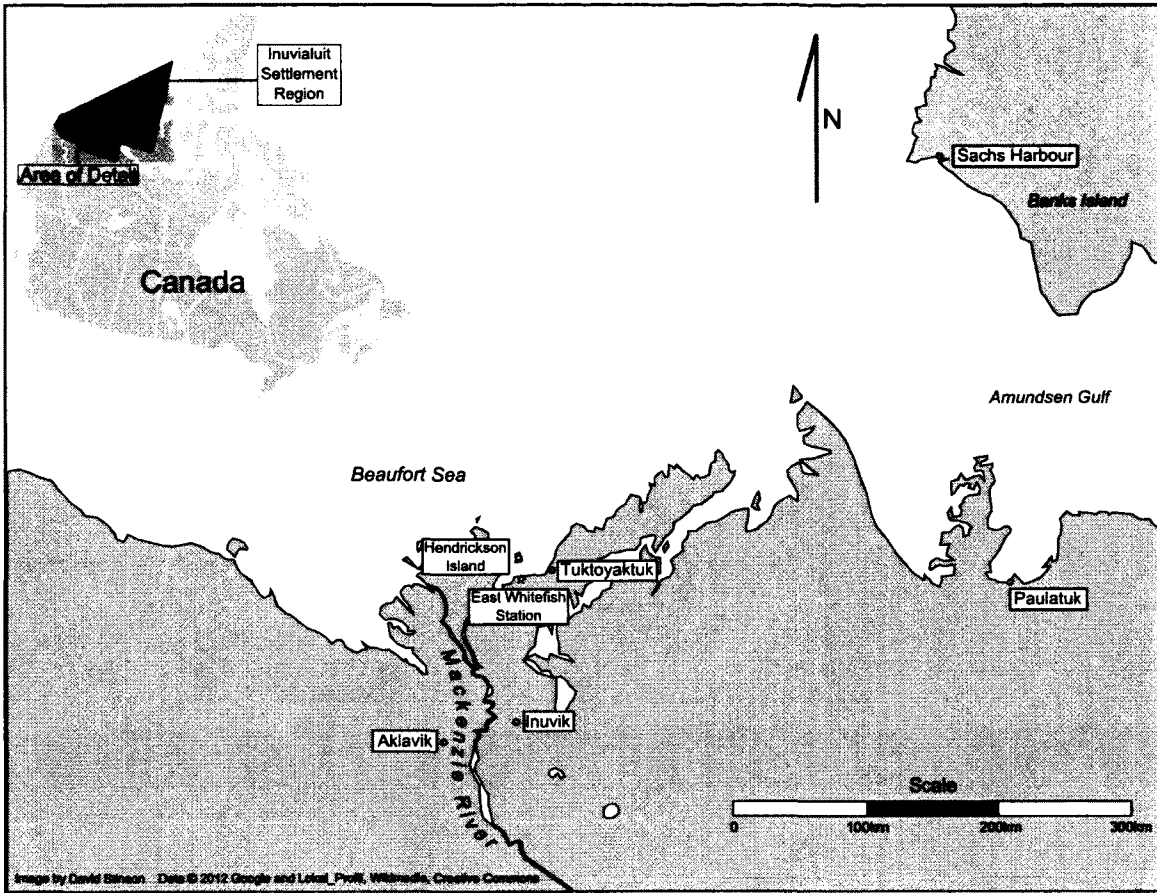 Inuvialuit
Settlement
Region
Area of Detail
Canada
N
Sachs Harbour
Banks Island
Amundsen Gulf
Beaufort Sea
Hendrickson
Island
Tuktoyaktuk
East Whitefish
Station
Paulatuk
Mackenzie River
Inuvik
Aklavik
Scale
0 100km 200km 300km
Image by David Stinson Data © 2012 Google and Lokal_Profil, Wikimedia, Creative Commons